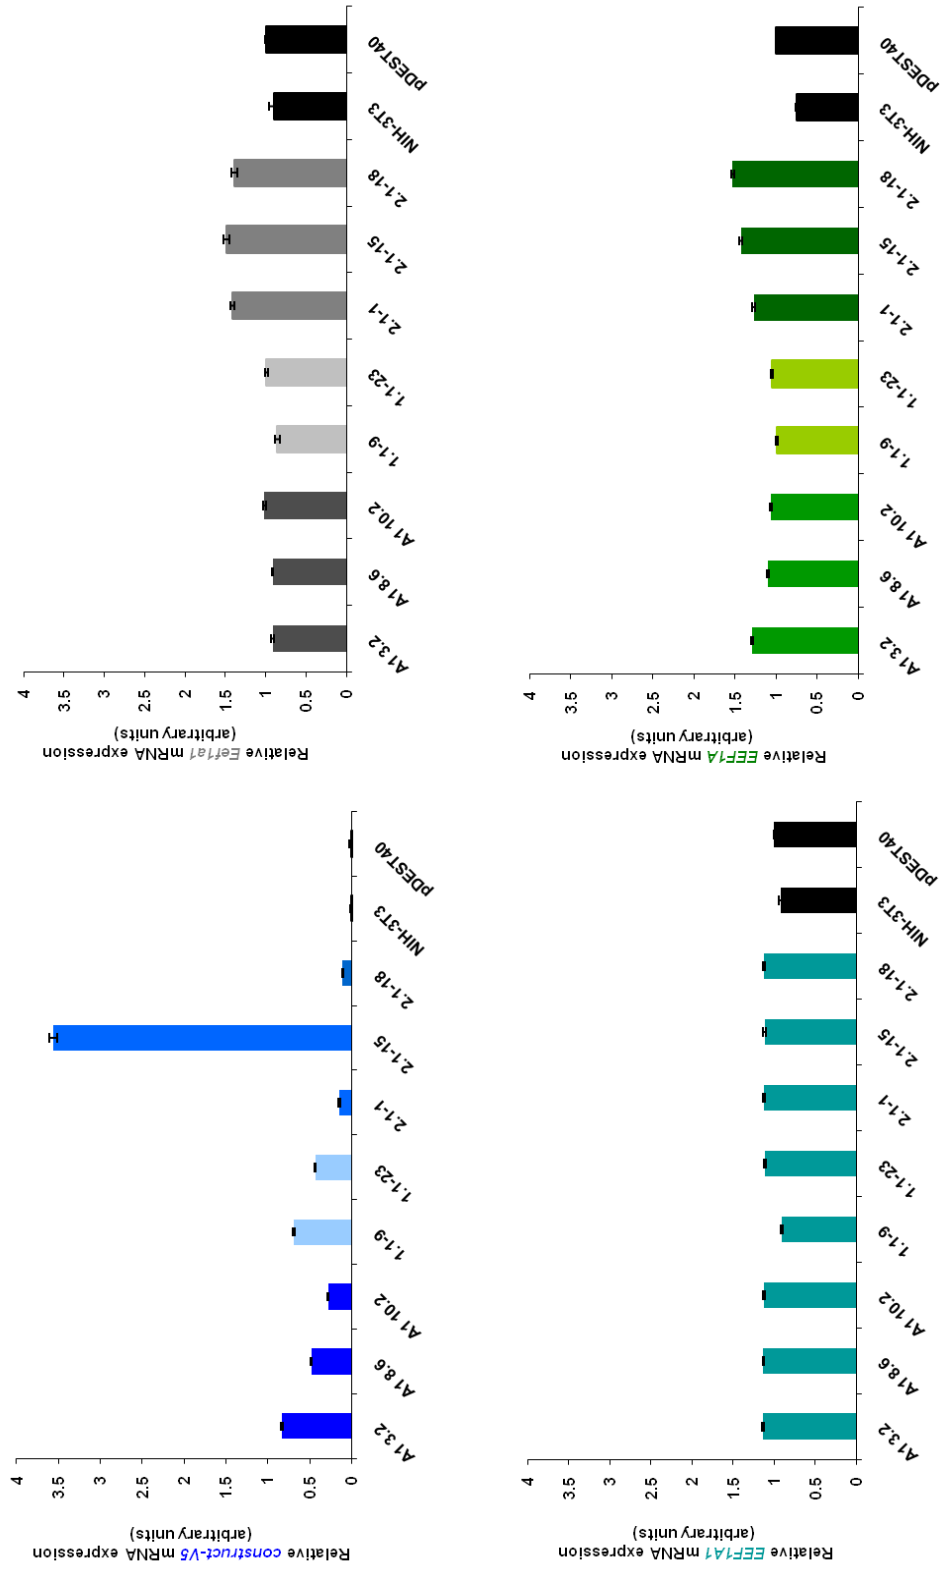 Relative construct-V5 mRNA expression
(arbitrary units)
4
3.5
3
2.5
2
1.5
1
0.5
0
A1 3.2
A1 8.6
A1 10.2
1.1-9
1.1-23
2.1-1
2.1-15
2.1-18
NIH-3T3
pDEST40
Relative Eef1a1 mRNA expression
(arbitrary units)
4
3.5
3
2.5
2
1.5
1
0.5
0
A1 3.2
A1 8.6
A1 10.2
1.1-9
1.1-23
2.1-1
2.1-15
2.1-18
NIH-3T3
pDEST40
Relative EEF1A1 mRNA expression
(arbitrary units)
4
3.5
3
2.5
2
1.5
1
0.5
0
A1 3.2
A1 8.6
A1 10.2
1.1-9
1.1-23
2.1-1
2.1-15
2.1-18
NIH-3T3
pDEST40
Relative EEF1A mRNA expression
(arbitrary units)
4
3.5
3
2.5
2
1.5
1
0.5
0
A1 3.2
A1 8.6
A1 10.2
1.1-9
1.1-23
2.1-1
2.1-15
2.1-18
NIH-3T3
pDEST40